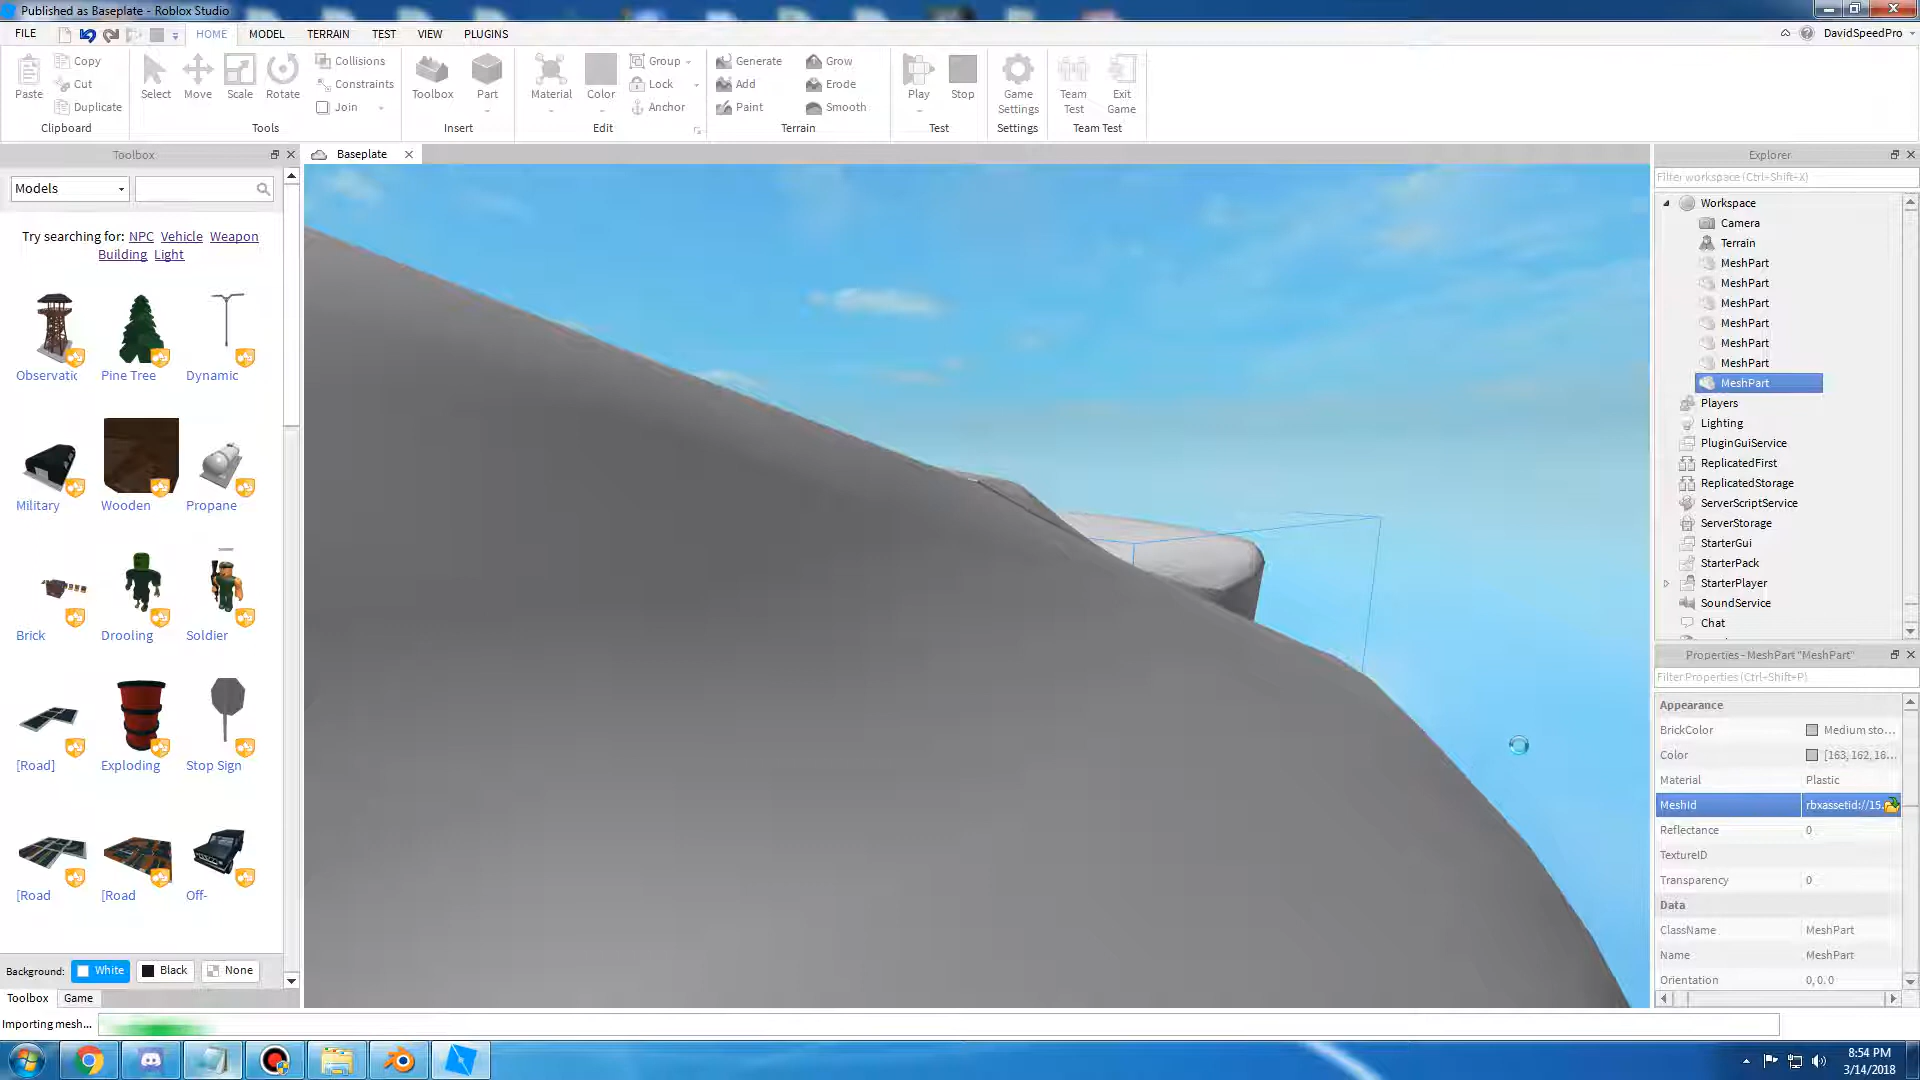 Published as Baseplate - Roblox Studio
FILE HOME MODEL TERRAIN TEST VIEW PLUGINS DavidSpeedPro
Paste Copy Cut Duplicate
Clipboard
Select Move Scale Rotate Collisions Constraints Join
Tools
Toolbox Part
Insert
Material Color Group Lock Anchor
Edit
Generate Add Paint Grow Erode Smooth
Terrain
Play Stop
Test
Game Settings
Settings
Team Test Exit Game
Team Test
Toolbox
Models
Try searching for: NPC Vehicle Weapon
Building Light
Observatic Pine Tree Dynamic
Military Wooden Propane
Brick Drooling Soldier
[Road] Exploding Stop Sign
[Road [Road Off-
Background: White Black None
Toolbox Game
Importing mesh...
Baseplate
Explorer
Filter workspace (Ctrl+Shift+X)
Workspace
Camera
Terrain
MeshPart
MeshPart
MeshPart
MeshPart
MeshPart
MeshPart
MeshPart
Players
Lighting
PluginGuiService
ReplicatedFirst
ReplicatedStorage
ServerScriptService
ServerStorage
StarterGui
StarterPack
StarterPlayer
SoundService
Chat
Properties - MeshPart "MeshPart"
Filter Properties (Ctrl+Shift+P)
Appearance
BrickColor Medium sto...
Color [163, 162, 16...
Material Plastic
MeshId rbxassetid://15.
Reflectance 0
TextureID
Transparency 0
Data
ClassName MeshPart
Name MeshPart
Orientation 0, 0, 0
8:54 PM
3/14/2018